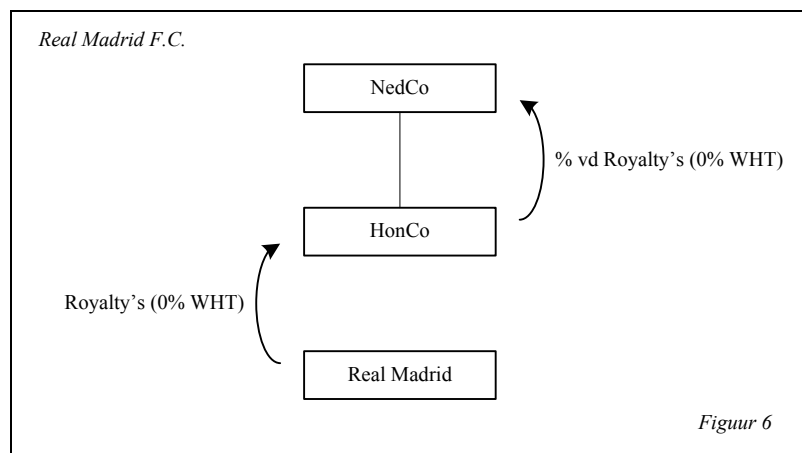 Real Madrid F.C.
NedCo
% vd Royalty's (0% WHT)
HonCo
Royalty's (0% WHT)
Real Madrid
Figuur 6